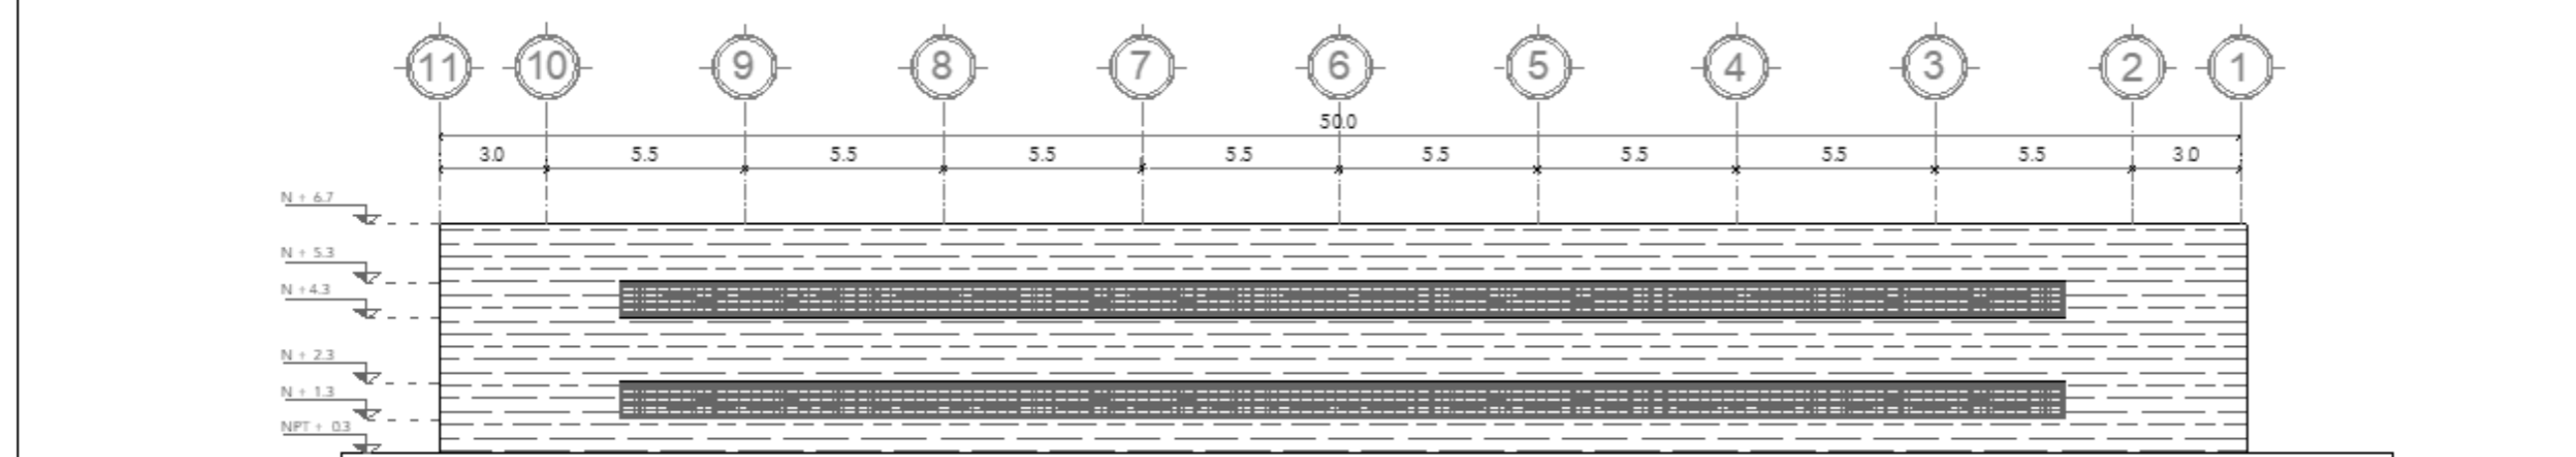 11 10 9 8 7 6 5 4 3 2 1
50.0
3.0 5.5 5.5 5.5 5.5 5.5 5.5 5.5 5.5 3.0
N + 6.7
N + 5.3
N +4.3
N + 2.3
N + 1.3
NPT + 0.3